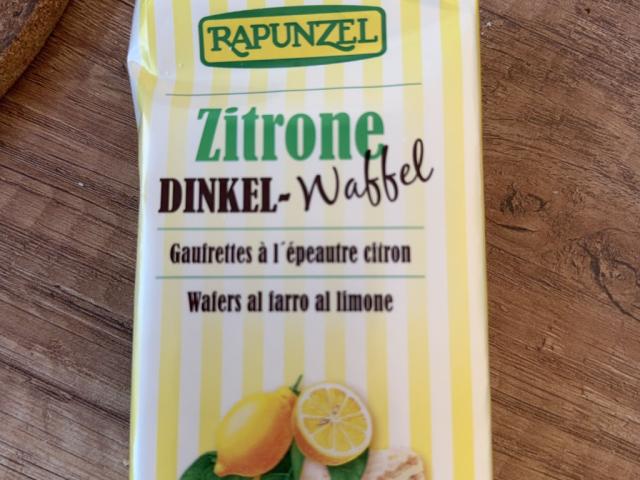 RAPUNZEL
Zitrone
DINKEL-Waffel
Gaufrettes à l´épeautre citron
Wafers al farro al limone